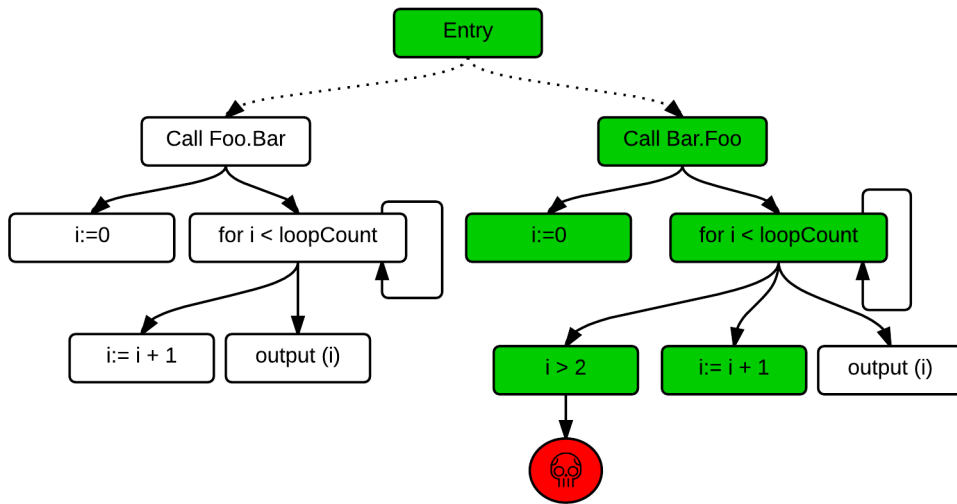 Entry
Call Foo.Bar
Call Bar.Foo
i:=0
for i < loopCount
i:=0
for i < loopCount
i:= i + 1
output (i)
i > 2
i:= i + 1
output (i)